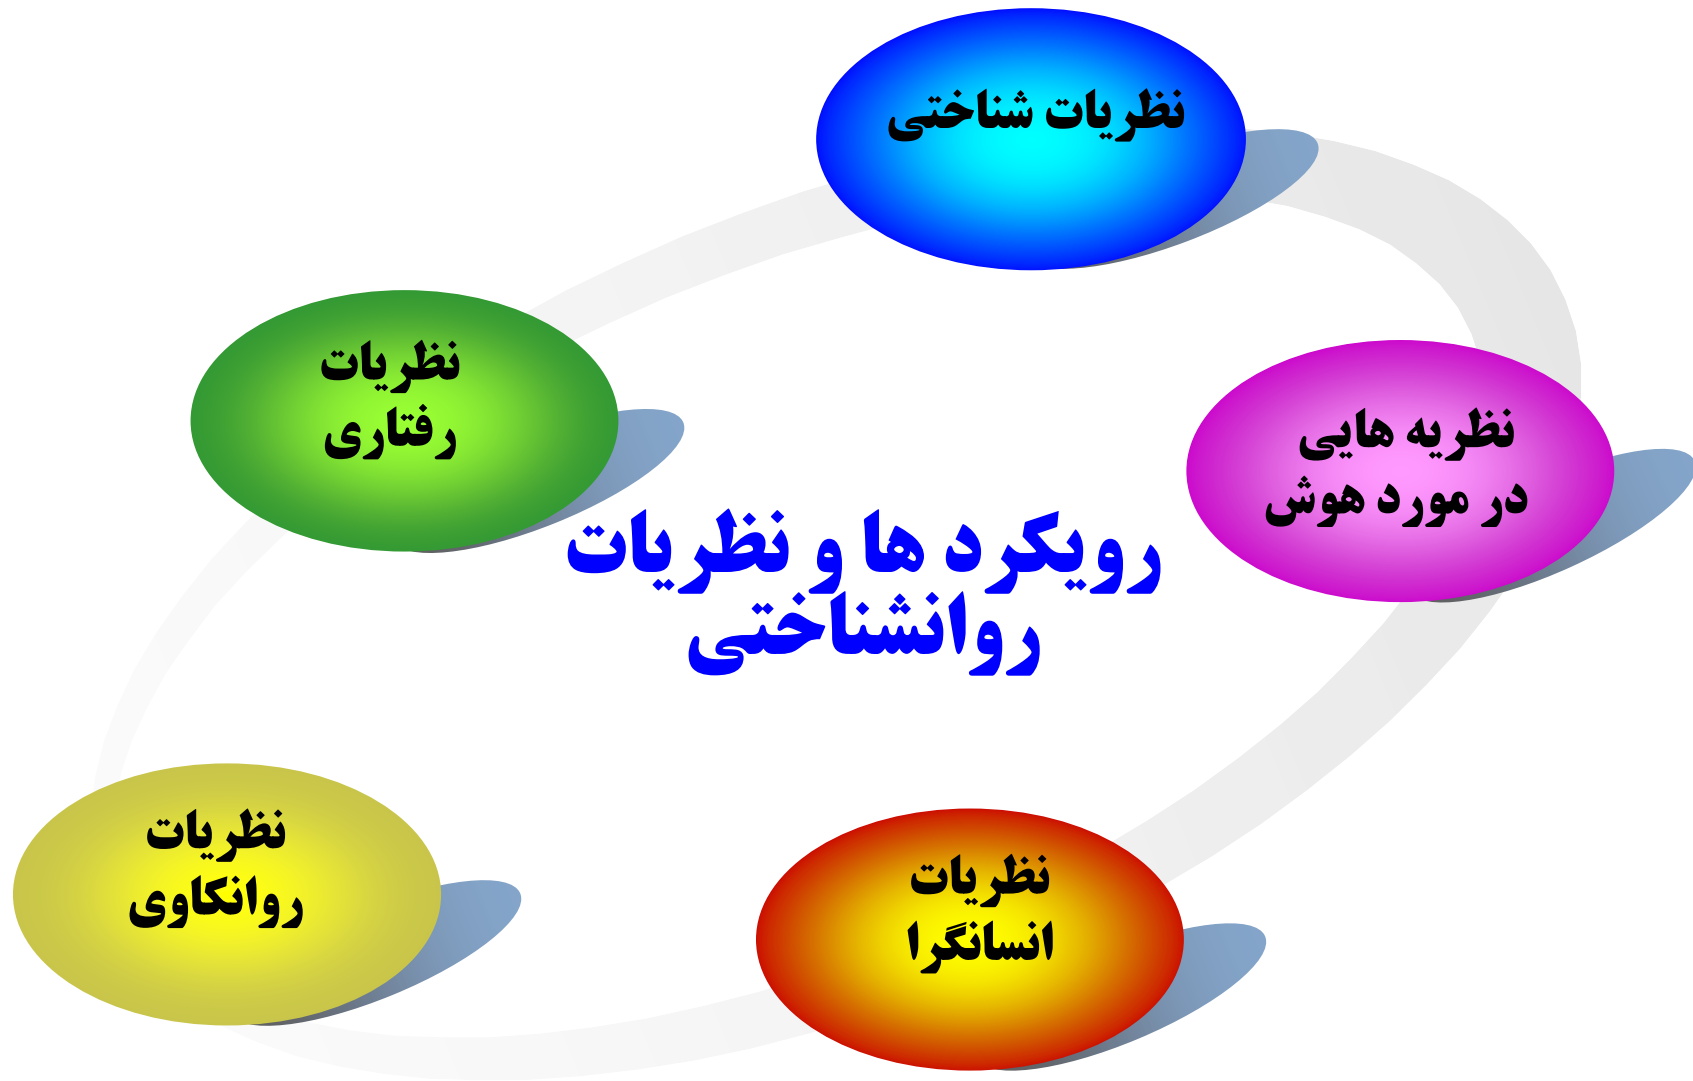 نظریات شناختی
نظریات
رفتاری
نظریه هایی
در مورد هوش
رویکرد ها و نظریات
روانشناختی
نظریات
روانکاوی
نظریات
انسانگرا